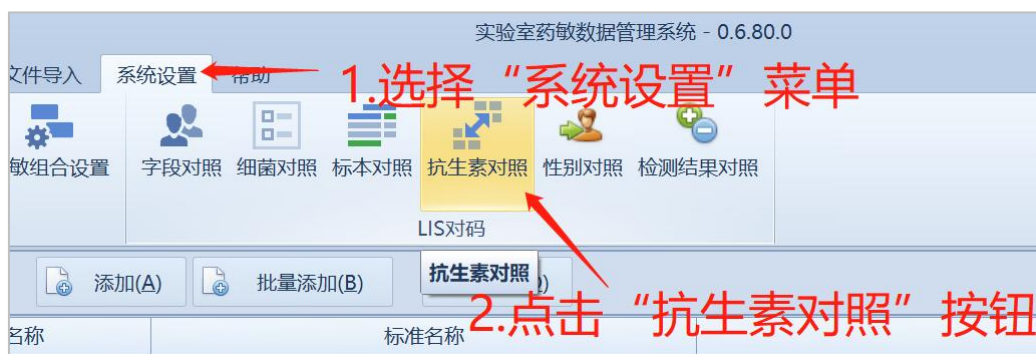 实验室药敏数据管理系统 - 0.6.80.0
文件导入 系统设置 帮助
1.选择“系统设置”菜单
敏组合设置 字段对照 细菌对照 标本对照 抗生素对照 性别对照 检测结果对照
LIS对码
添加(A) 批量添加(B)
抗生素对照
2.点击“抗生素对照”按钮
名称 标准名称